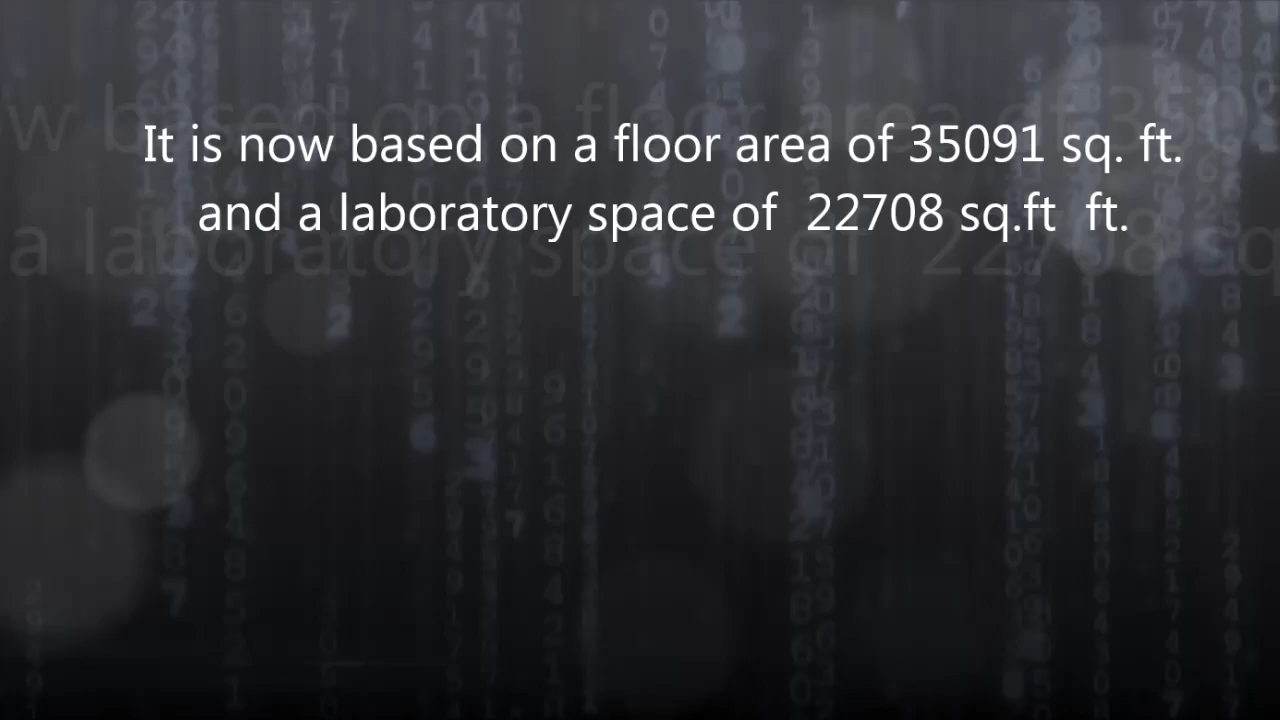 It is now based on a floor area of 35091 sq. ft.
and a laboratory space of  22708 sq.ft  ft.